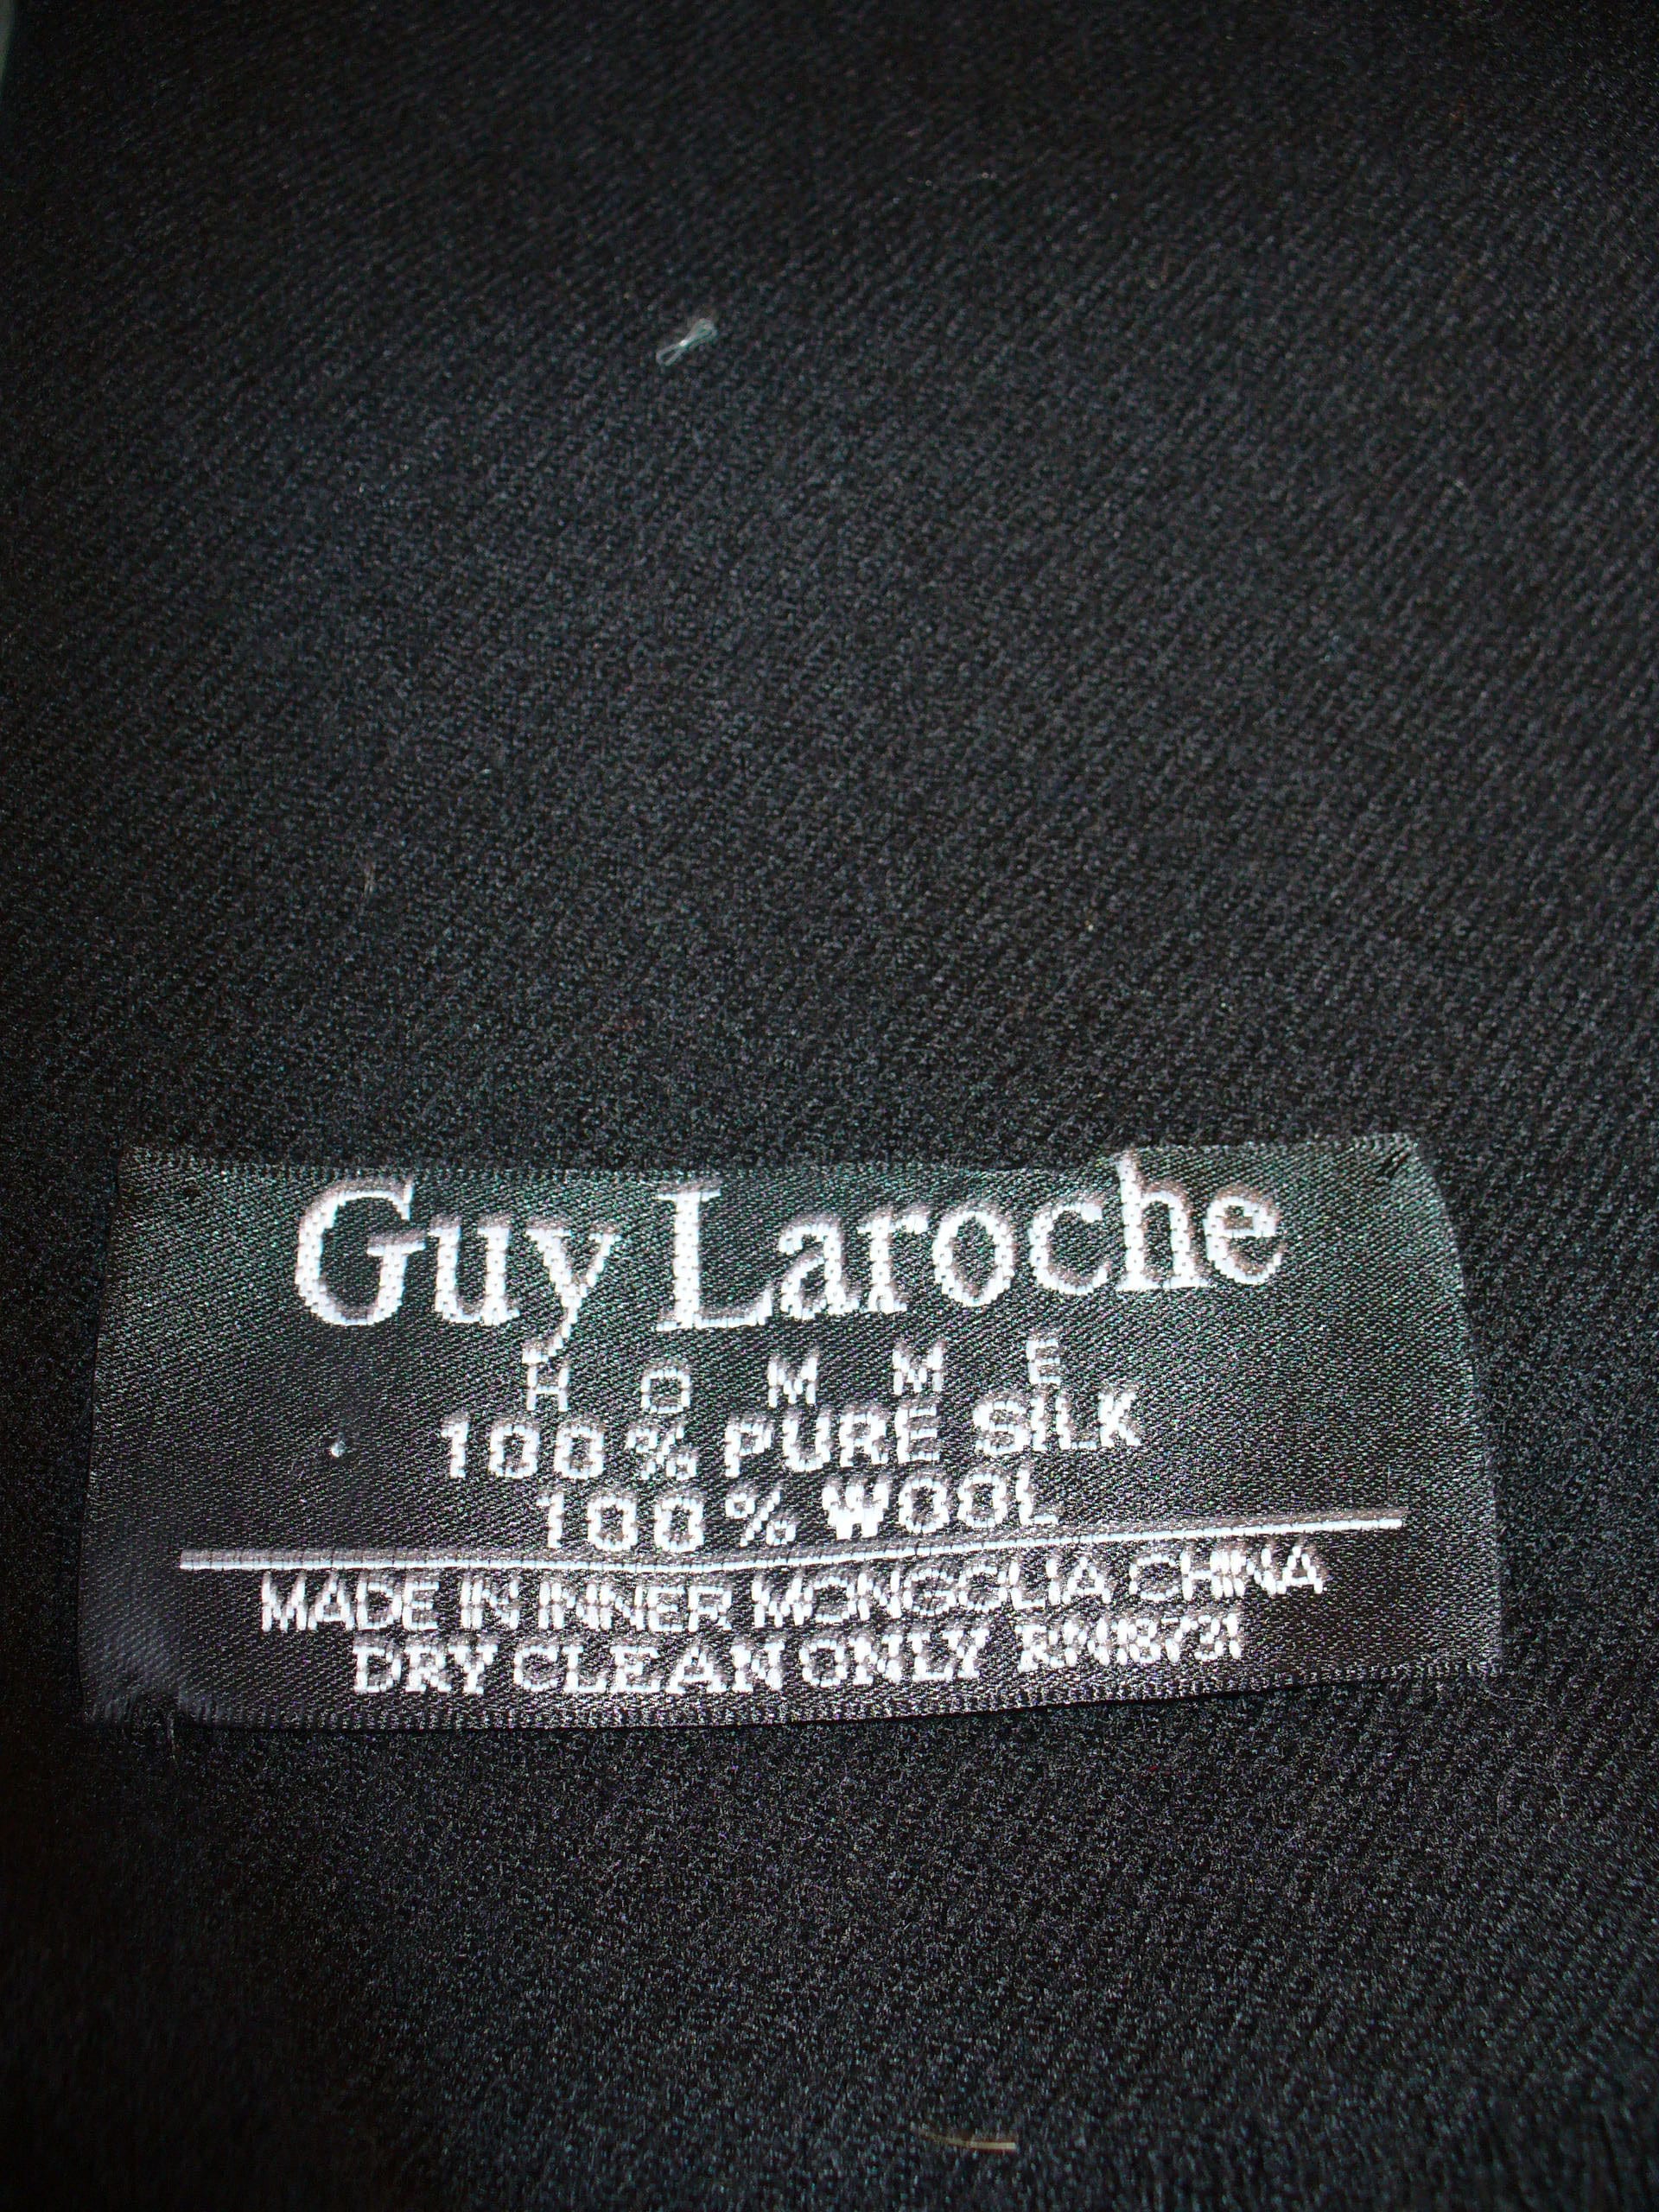 Guy Laroche
HOMME
100% PURE SILK
100% WOOL
MADE IN INNER MONGOLIA CHINA
DRY CLEAN ONLY